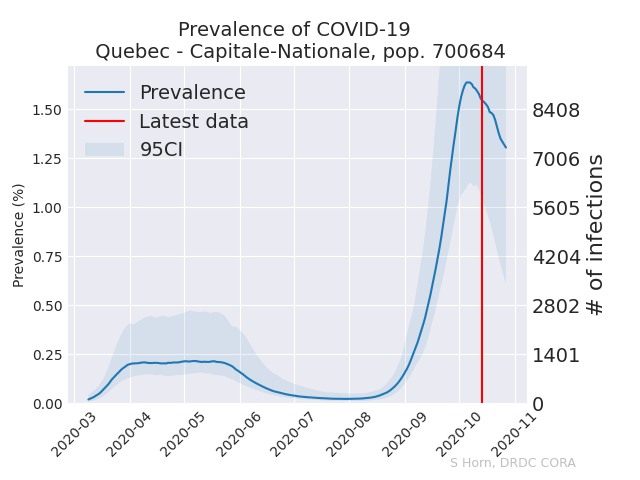 Prevalence of COVID-19
Quebec - Capitale-Nationale, pop. 700684
Prevalence
Latest data
95CI
Prevalence (%)
1.50
1.25
1.00
0.75
0.50
0.25
0.00
8408
7006
5605
4204
2802
1401
0
# of infections
2020-03
2020-04
2020-05
2020-06
2020-07
2020-08
2020-09
2020-10
2020-11
S Horn, DRDC CORA